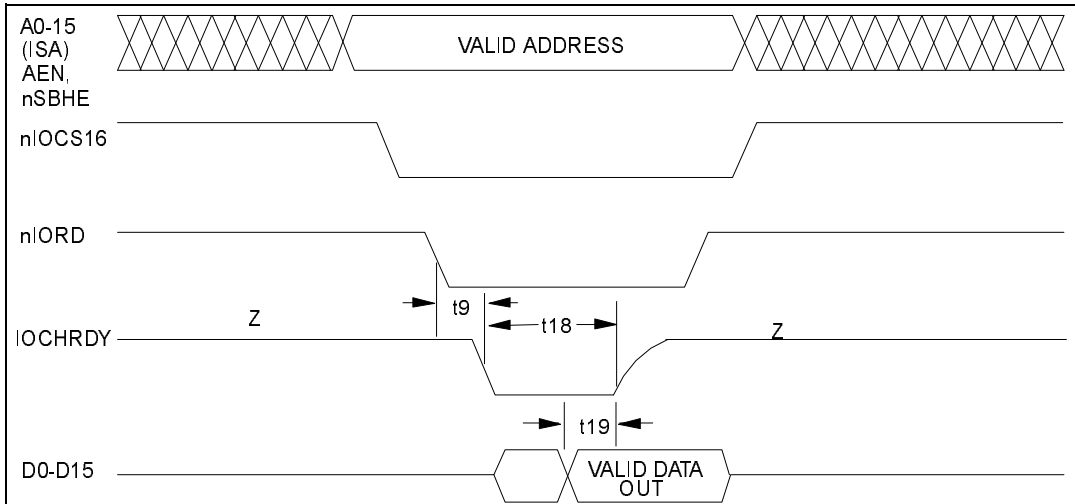 A0-15
(ISA)
AEN,
nSBHE
VALID ADDRESS
nIOCS16
nIORD
t9
Z
t18
IOCHRDY
Z
t19
D0-D15
VALID DATA
OUT